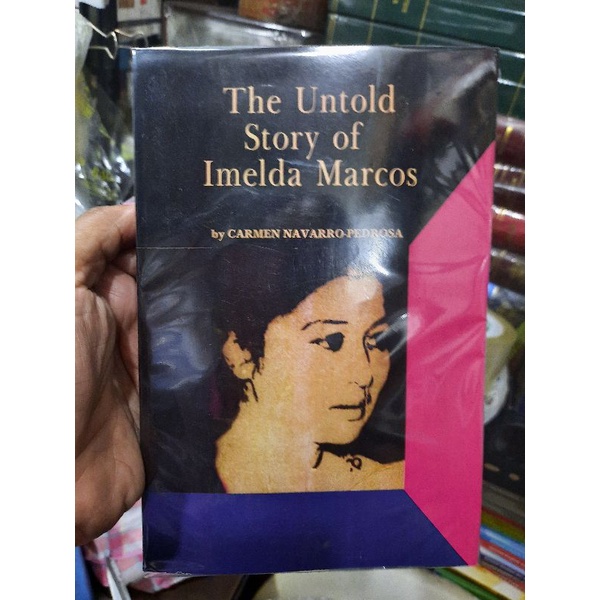 The Untold
Story of
Imelda Marcos
by CARMEN NAVARRO-PEDROSA